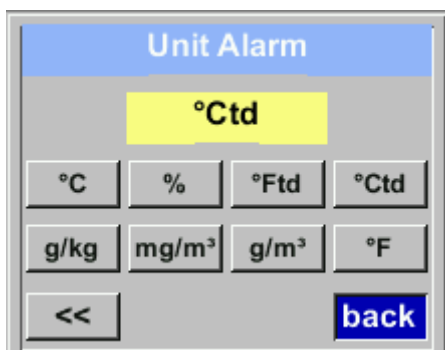 Unit Alarm
°Ctd
°C % °Ftd °Ctd
g/kg mg/m³ g/m³ °F
<< back